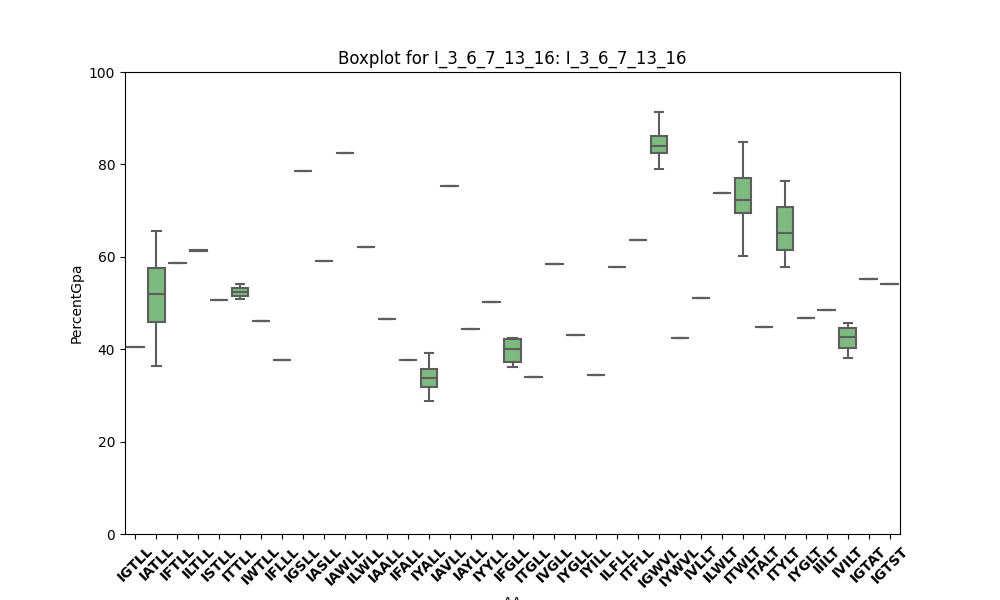 Boxplot for I_3_6_7_13_16: I_3_6_7_13_16
PercentGpa
100
80
60
40
20
0
IGTLL
IATLL
IFTLL
ILTLL
ISTLL
ITTLL
IWTLL
IFLLL
IGSLL
IASLL
IAWLL
ILWLL
IAALL
IFALL
IYALL
IAVLL
IAYLL
IYYLL
IFGLL
ITGLL
IVGLL
IYGLL
IYILL
ILFLL
ITFLL
IGWVL
IYWVL
IVLLT
ILWLT
ITWLT
ITALT
ITYLT
IYGLT
IIILT
IVILT
IGTAT
IGTST
AA